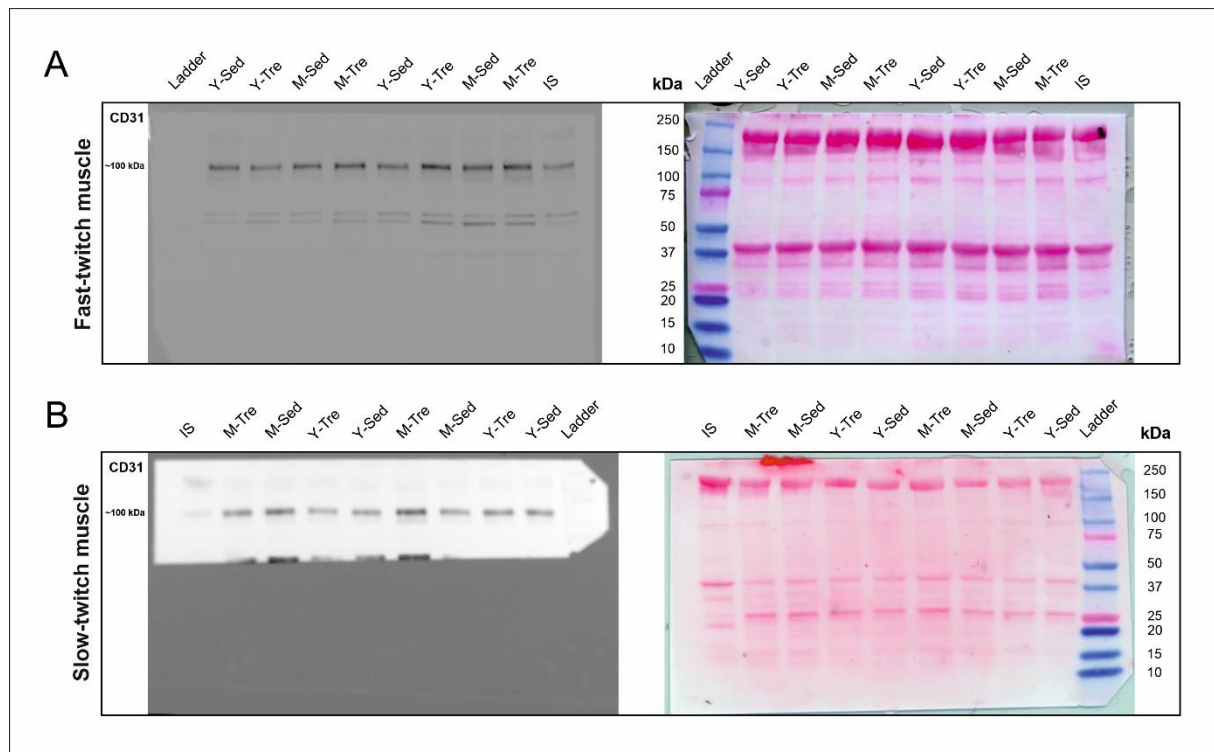 A
Ladder Y-Sed Y-Tre M-Sed M-Tre Y-Sed Y-Tre M-Sed M-Tre IS
kDa Ladder Y-Sed Y-Tre M-Sed M-Tre Y-Sed Y-Tre M-Sed M-Tre IS
CD31
~100 kDa
250
150
100
75
50
37
25
20
15
10
Fast-twitch muscle
B
IS M-Tre M-Sed Y-Tre Y-Sed M-Tre M-Sed Y-Tre Y-Sed Ladder
IS M-Tre M-Sed Y-Tre Y-Sed M-Tre M-Sed Y-Tre Y-Sed Ladder kDa
CD31
~100 kDa
250
150
100
75
50
37
25
20
15
10
Slow-twitch muscle